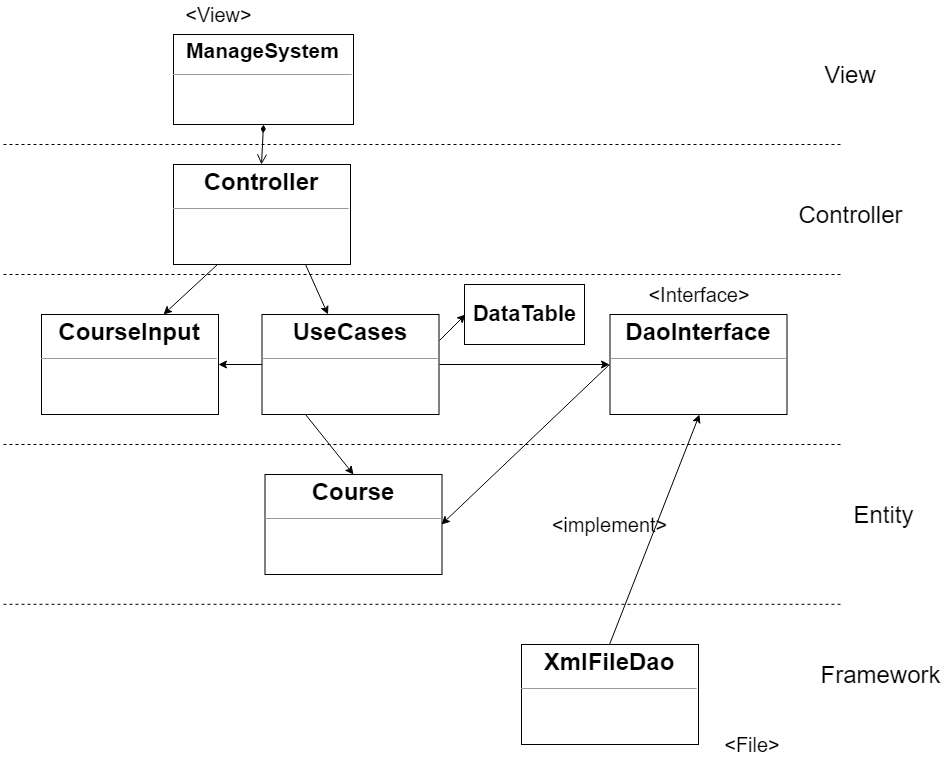 <View>
ManageSystem
View
Controller
Controller
<Interface>
CourseInput
UseCases
DataTable
DaoInterface
Course
<implement>
Entity
XmlFileDao
Framework
<File>